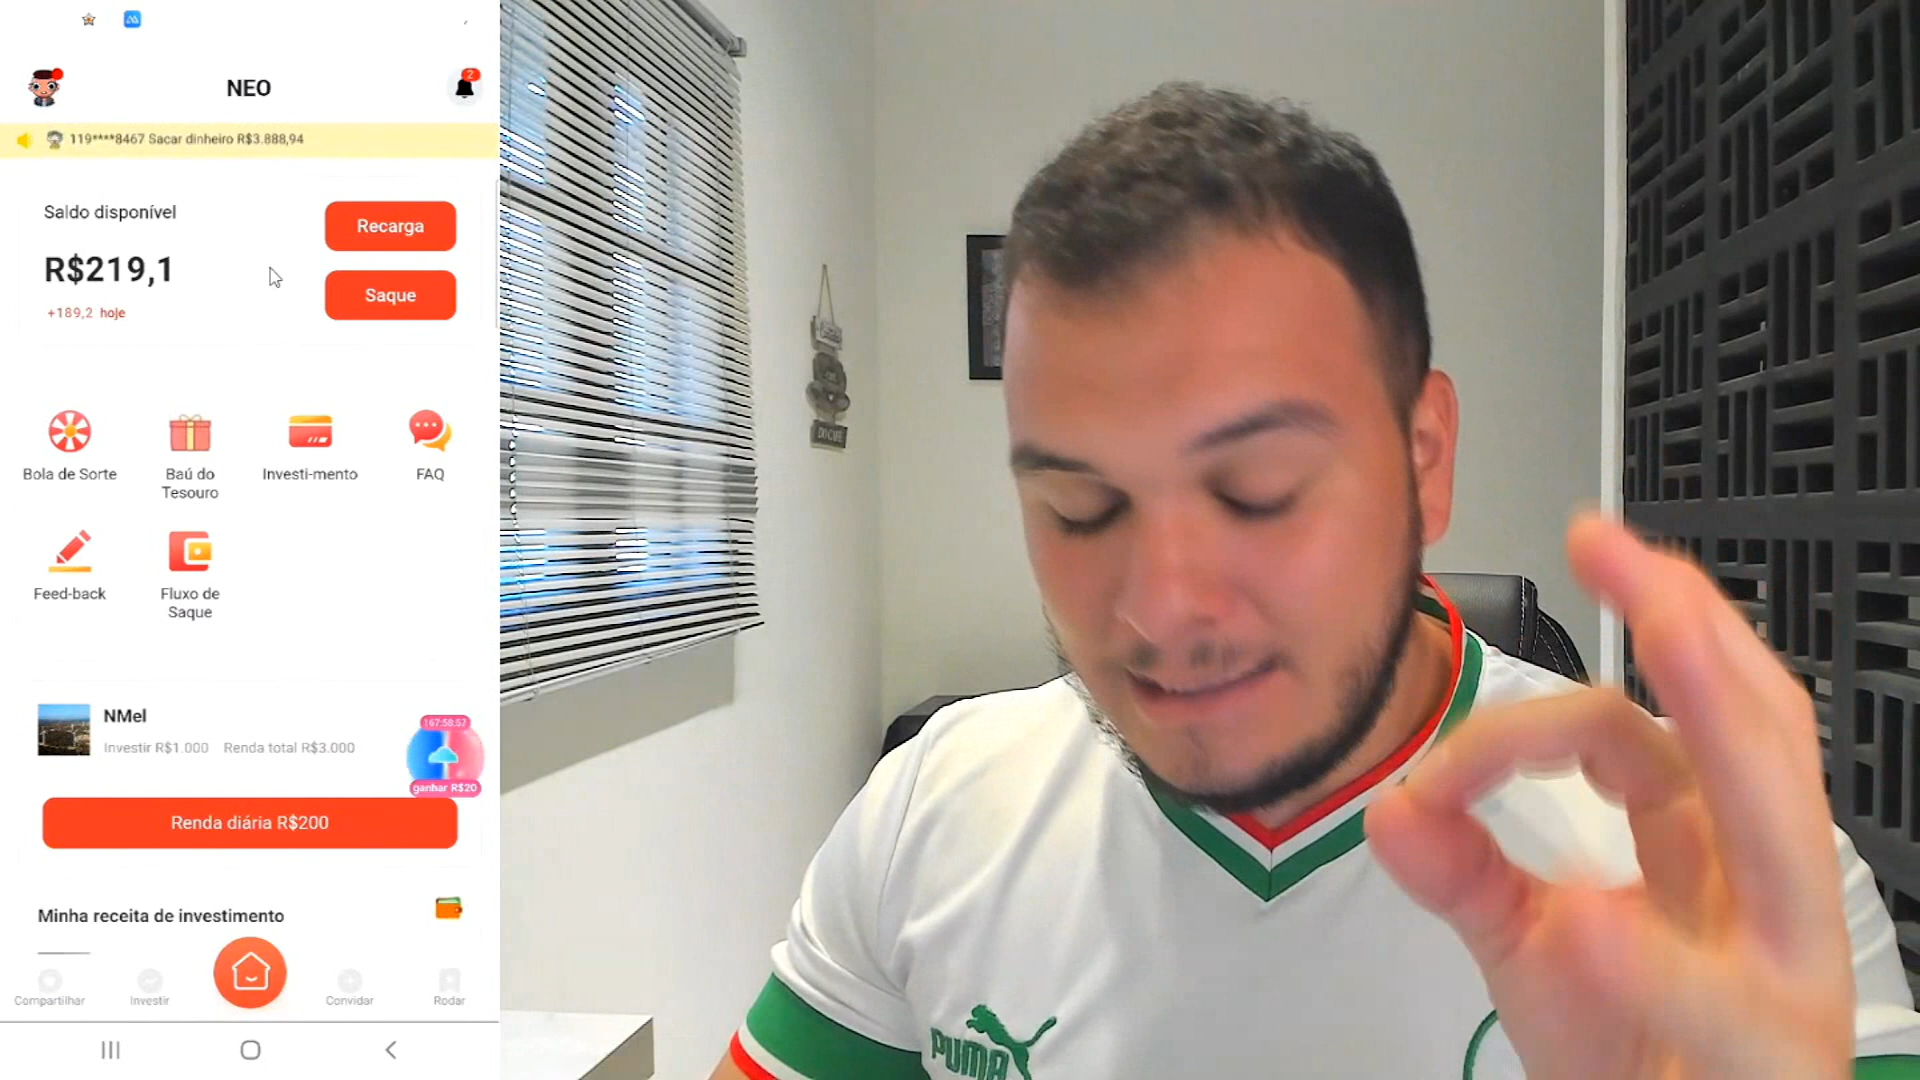 NEO
2
119****8467 Sacar dinheiro R$3.888,94
Saldo disponível
Recarga
R$219,1
Saque
+189,2 hoje
Bola de Sorte
Baú do
Tesouro
Investi-mento
FAQ
Feed-back
Fluxo de
Saque
NMel
Investir R$1.000 Renda total R$3.000
167:58:57
ganhar R$20
Renda diária R$200
Minha receita de investimento
Compartilhar
Investir
Convidar
Rodar
PUMA